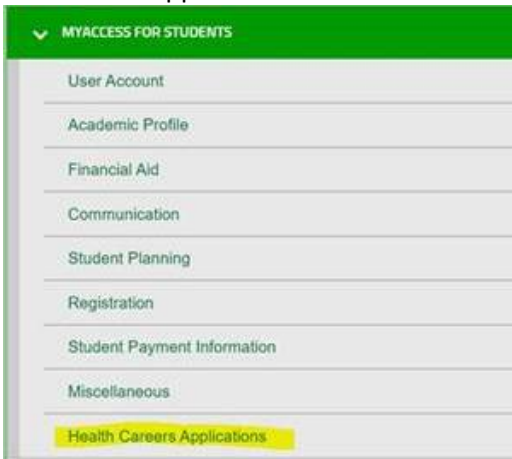 MYACCESS FOR STUDENTS
User Account
Academic Profile
Financial Aid
Communication
Student Planning
Registration
Student Payment Information
Miscellaneous
Health Careers Applications